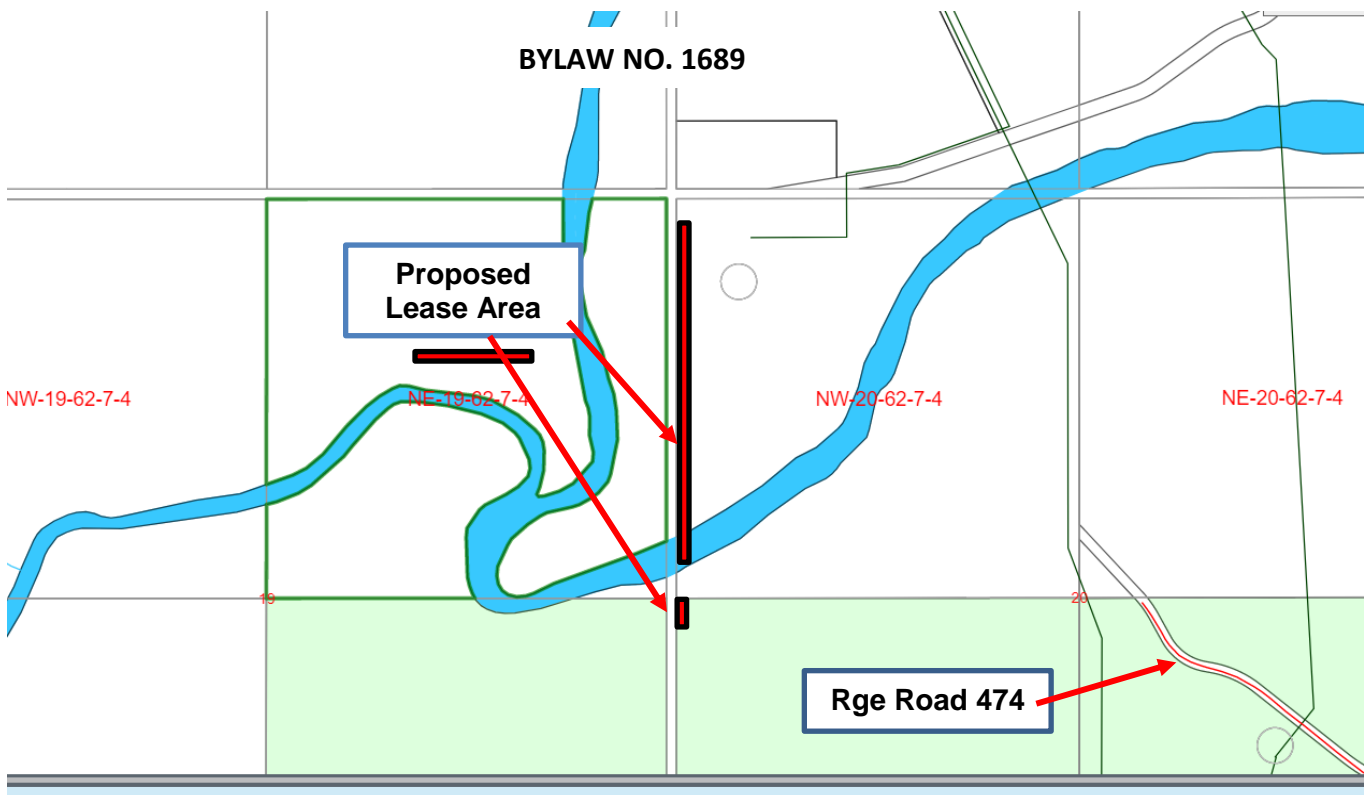 BYLAW NO. 1689
Proposed
Lease Area
NW-19-62-7-4
NE-19-62-7-4
NW-20-62-7-4
NE-20-62-7-4
19
20
Rge Road 474